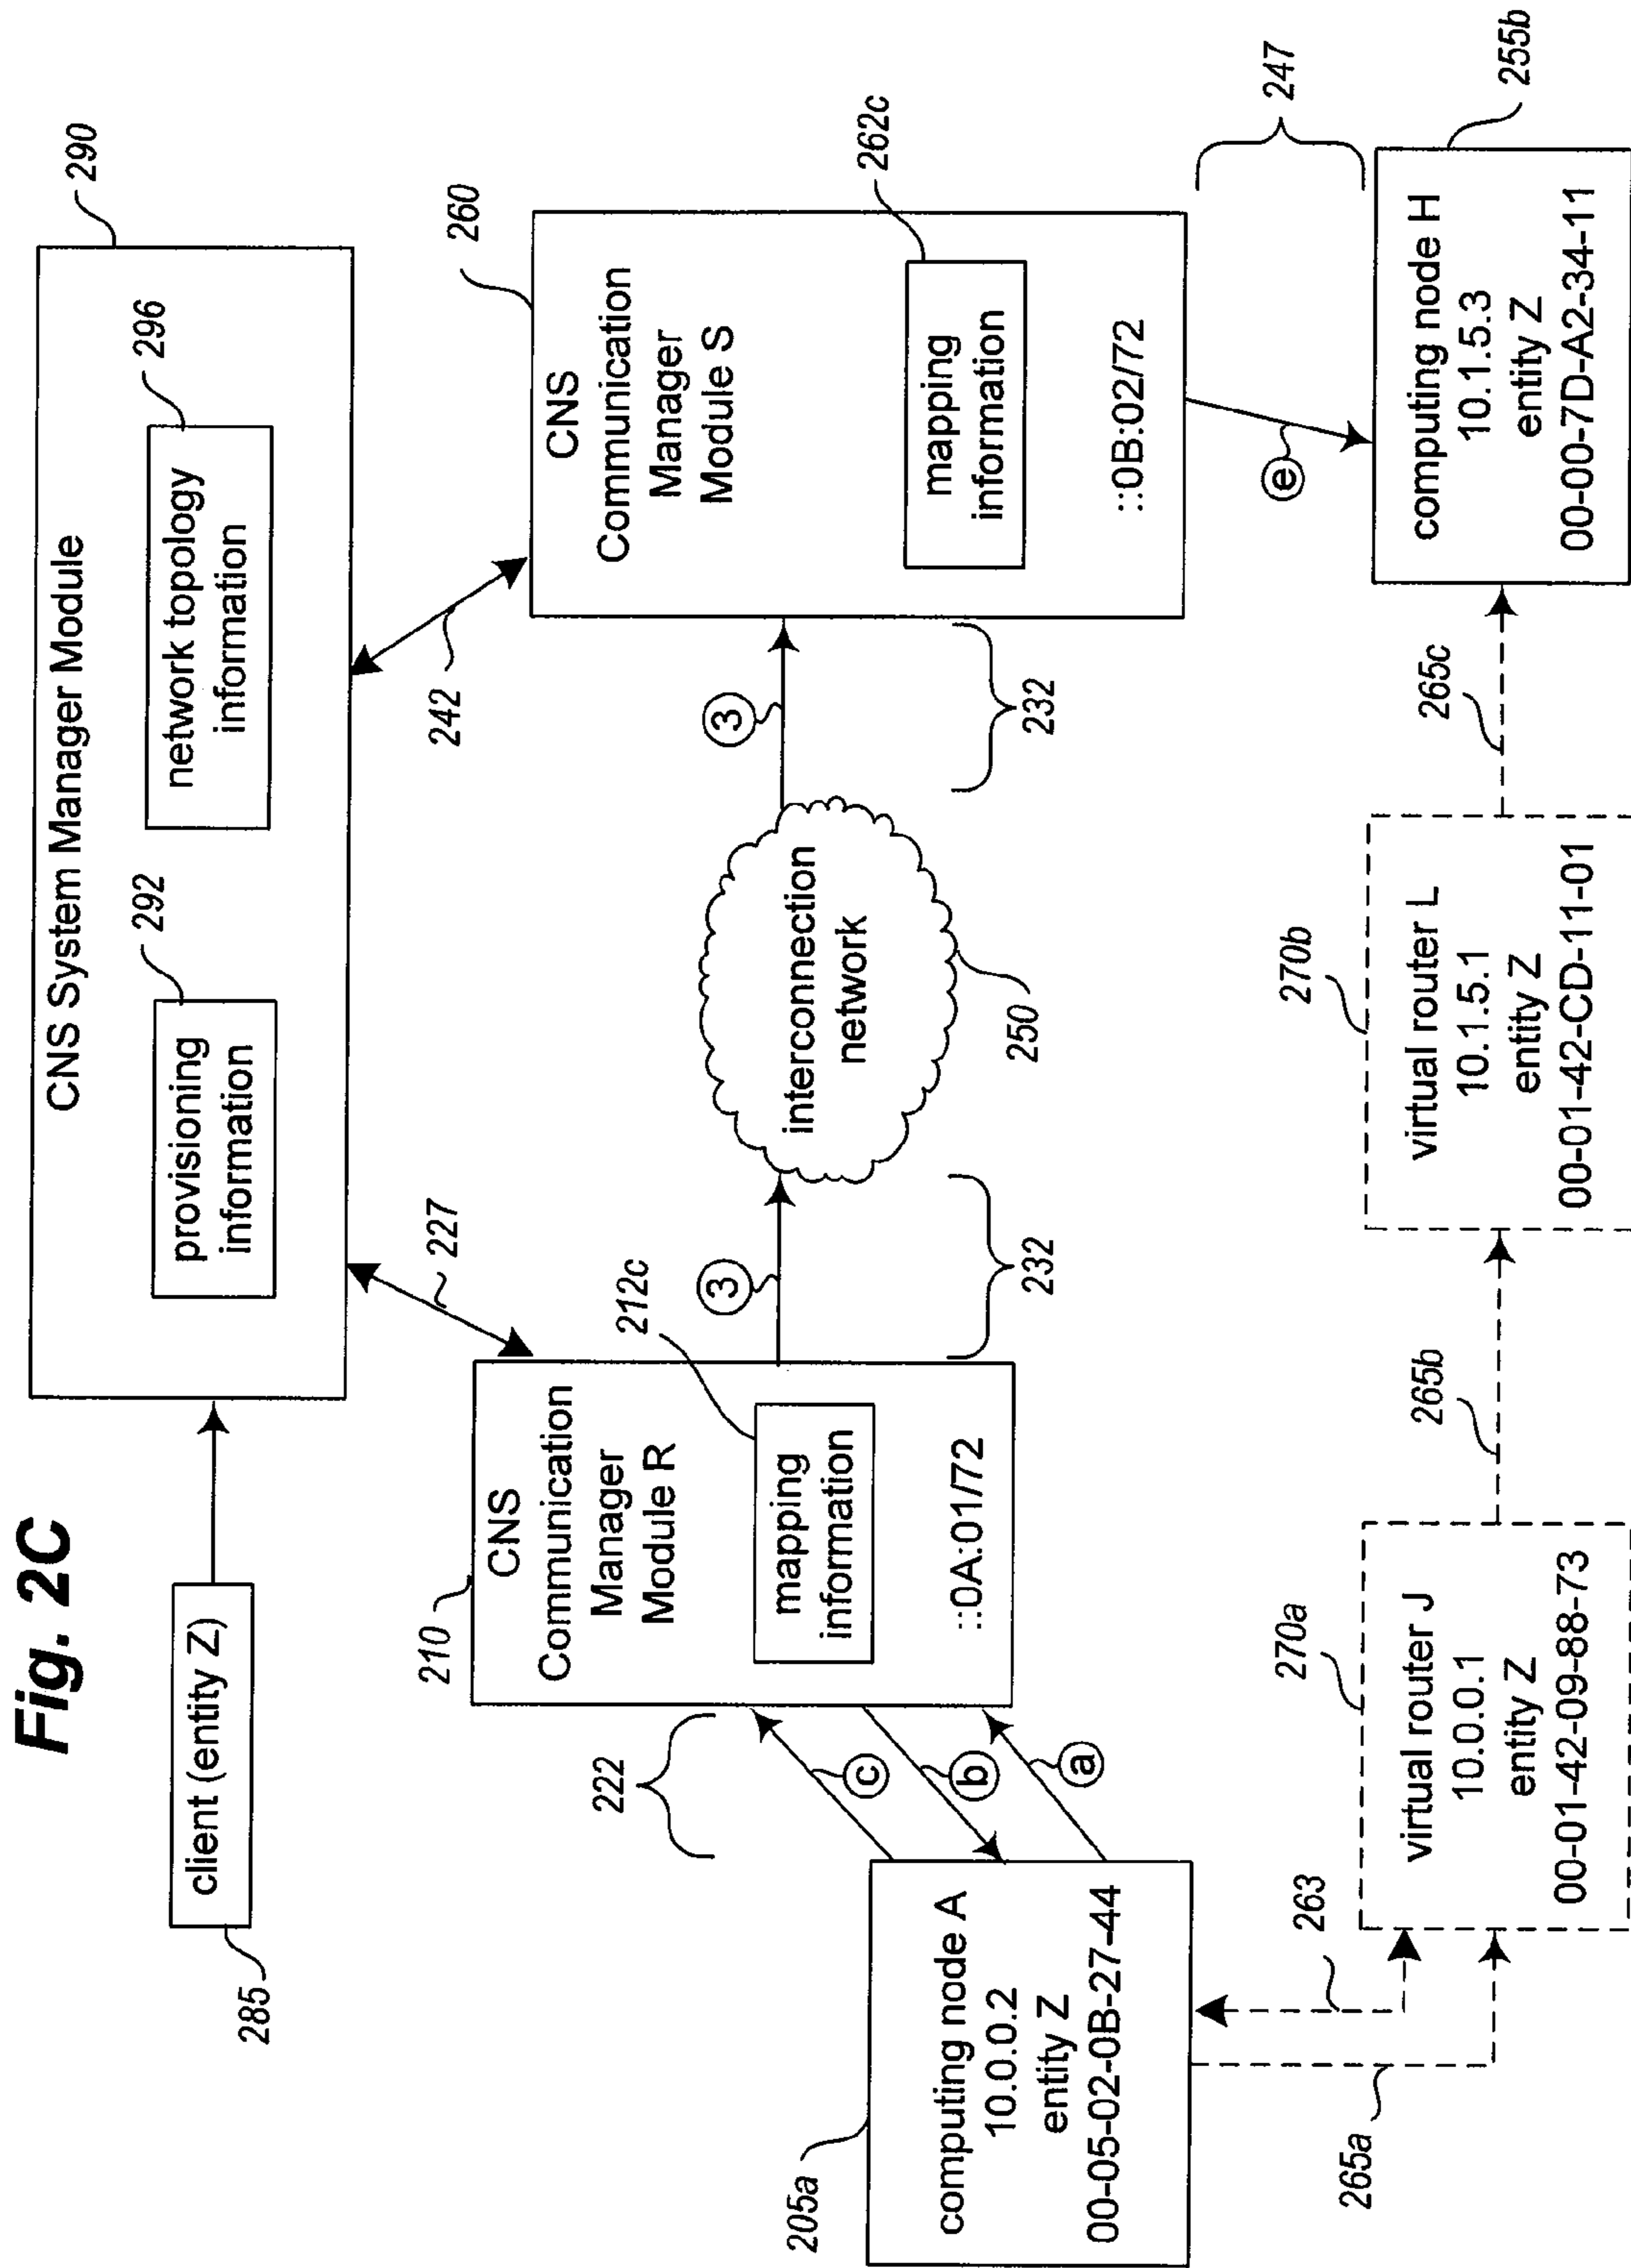 Fig. 2C
client (entity Z)
285
CNS System Manager Module
290
provisioning
information
292
network topology
information
296
227
242
210
CNS
Communication
Manager
Module R
212c
mapping
information
::0A:01/72
3
232
interconnection
network
250
3
232
260
CNS
Communication
Manager
Module S
262c
mapping
information
::0B:02/72
222
c
b
a
e
247
205a
computing node A
10.0.0.2
entity Z
00-05-02-0B-27-44
255b
computing node H
10.1.5.3
entity Z
00-00-7D-A2-34-11
263
265a
270a
virtual router J
10.0.0.1
entity Z
00-01-42-09-88-73
265b
270b
virtual router L
10.1.5.1
entity Z
00-01-42-CD-11-01
265c